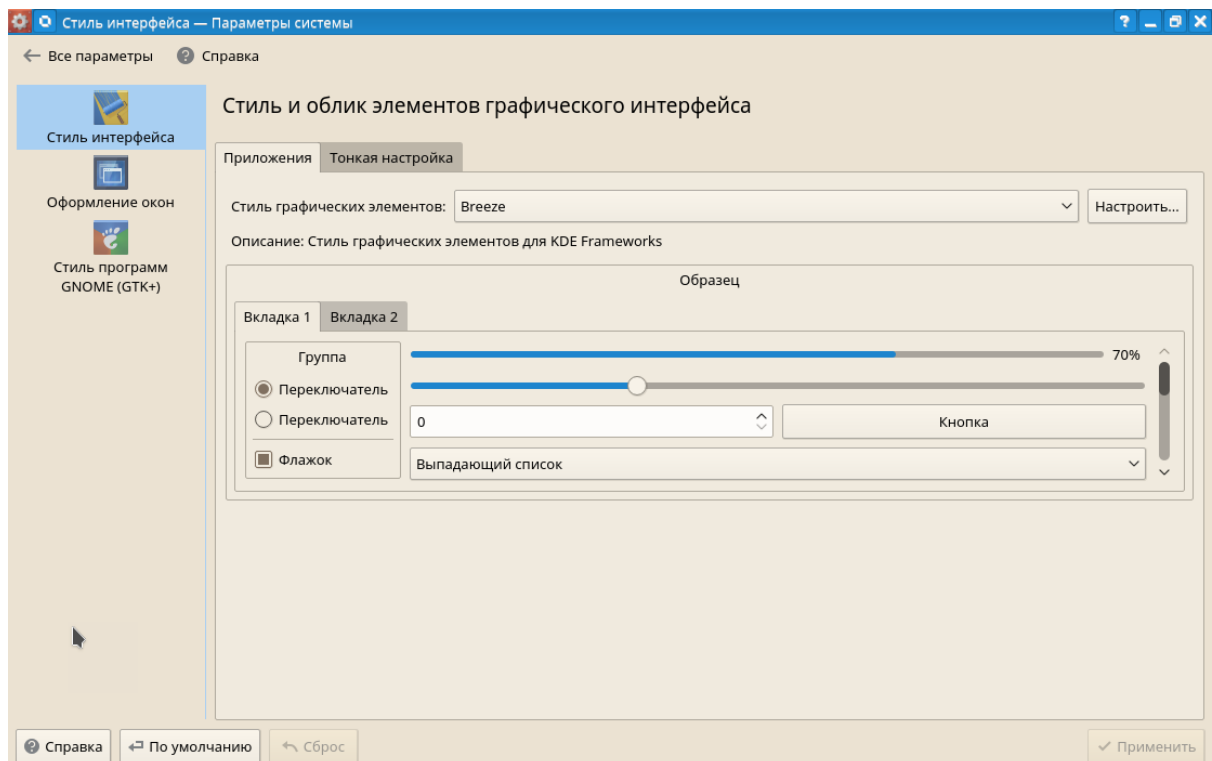 Стиль интерфейса — Параметры системы
Все параметры Справка
Стиль интерфейса
Оформление окон
Стиль программ
GNOME (GTK+)
Стиль и облик элементов графического интерфейса
Приложения Тонкая настройка
Стиль графических элементов: Breeze Настроить...
Описание: Стиль графических элементов для KDE Frameworks
Образец
Вкладка 1 Вкладка 2
Группа
Переключатель
Переключатель
Флажок
70%
0 Кнопка
Выпадающий список
Справка По умолчанию Сброс Применить